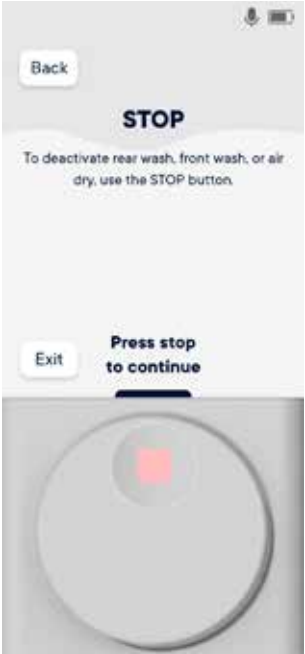 Back
STOP
To deactivate rear wash, front wash, or air
dry, use the STOP button.
Press stop
Exit
to continue